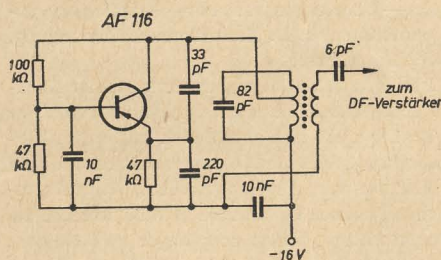 AF 116
100
kΩ
33
pF
6 pF
zum
DF-Verstärker
82
pF
47
kΩ
10
nF
47
kΩ
220
pF
10 nF
-16 V